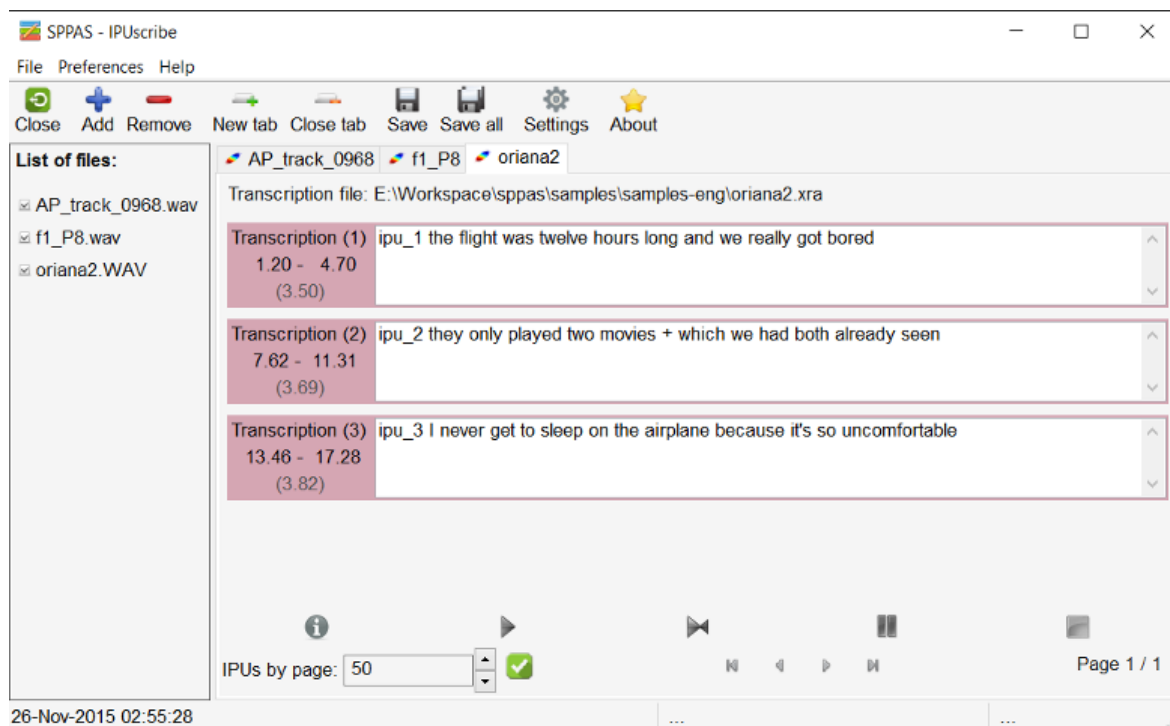 SPPAS - IPUscribe
File Preferences Help
Close Add Remove New tab Close tab Save Save all Settings About
List of files:
AP_track_0968.wav
f1_P8.wav
oriana2.WAV
AP_track_0968 f1_P8 oriana2
Transcription file: E:\Workspace\sppas\samples\samples-eng\oriana2.xra
Transcription (1) ipu_1 the flight was twelve hours long and we really got bored
1.20 - 4.70
(3.50)
Transcription (2) ipu_2 they only played two movies + which we had both already seen
7.62 - 11.31
(3.69)
Transcription (3) ipu_3 I never get to sleep on the airplane because it's so uncomfortable
13.46 - 17.28
(3.82)
IPUs by page: 50
Page 1 / 1
26-Nov-2015 02:55:28 ... ...